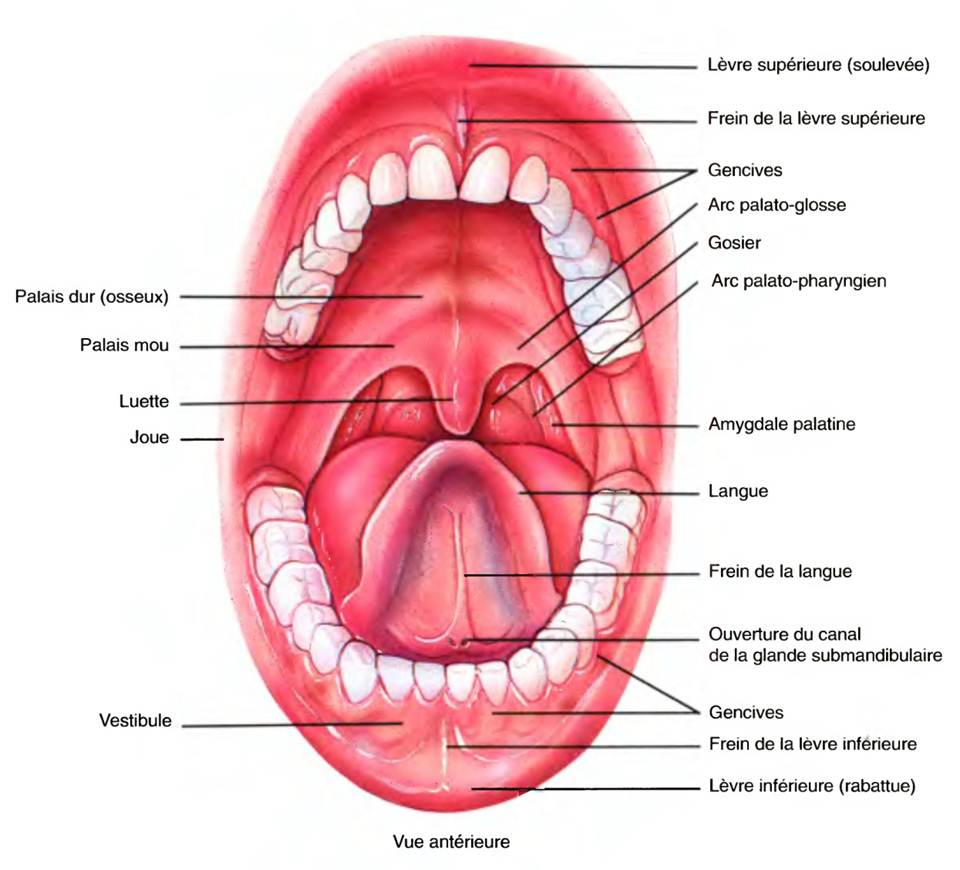 Lèvre supérieure (soulevée)
Frein de la lèvre supérieure
Gencives
Arc palato-glosse
Gosier
Arc palato-pharyngien
Palais dur (osseux)
Palais mou
Luette
Joue
Amygdale palatine
Langue
Frein de la langue
Ouverture du canal
de la glande submandibulaire
Gencives
Vestibule
Frein de la lèvre inférieure
Lèvre inférieure (rabattue)
Vue antérieure